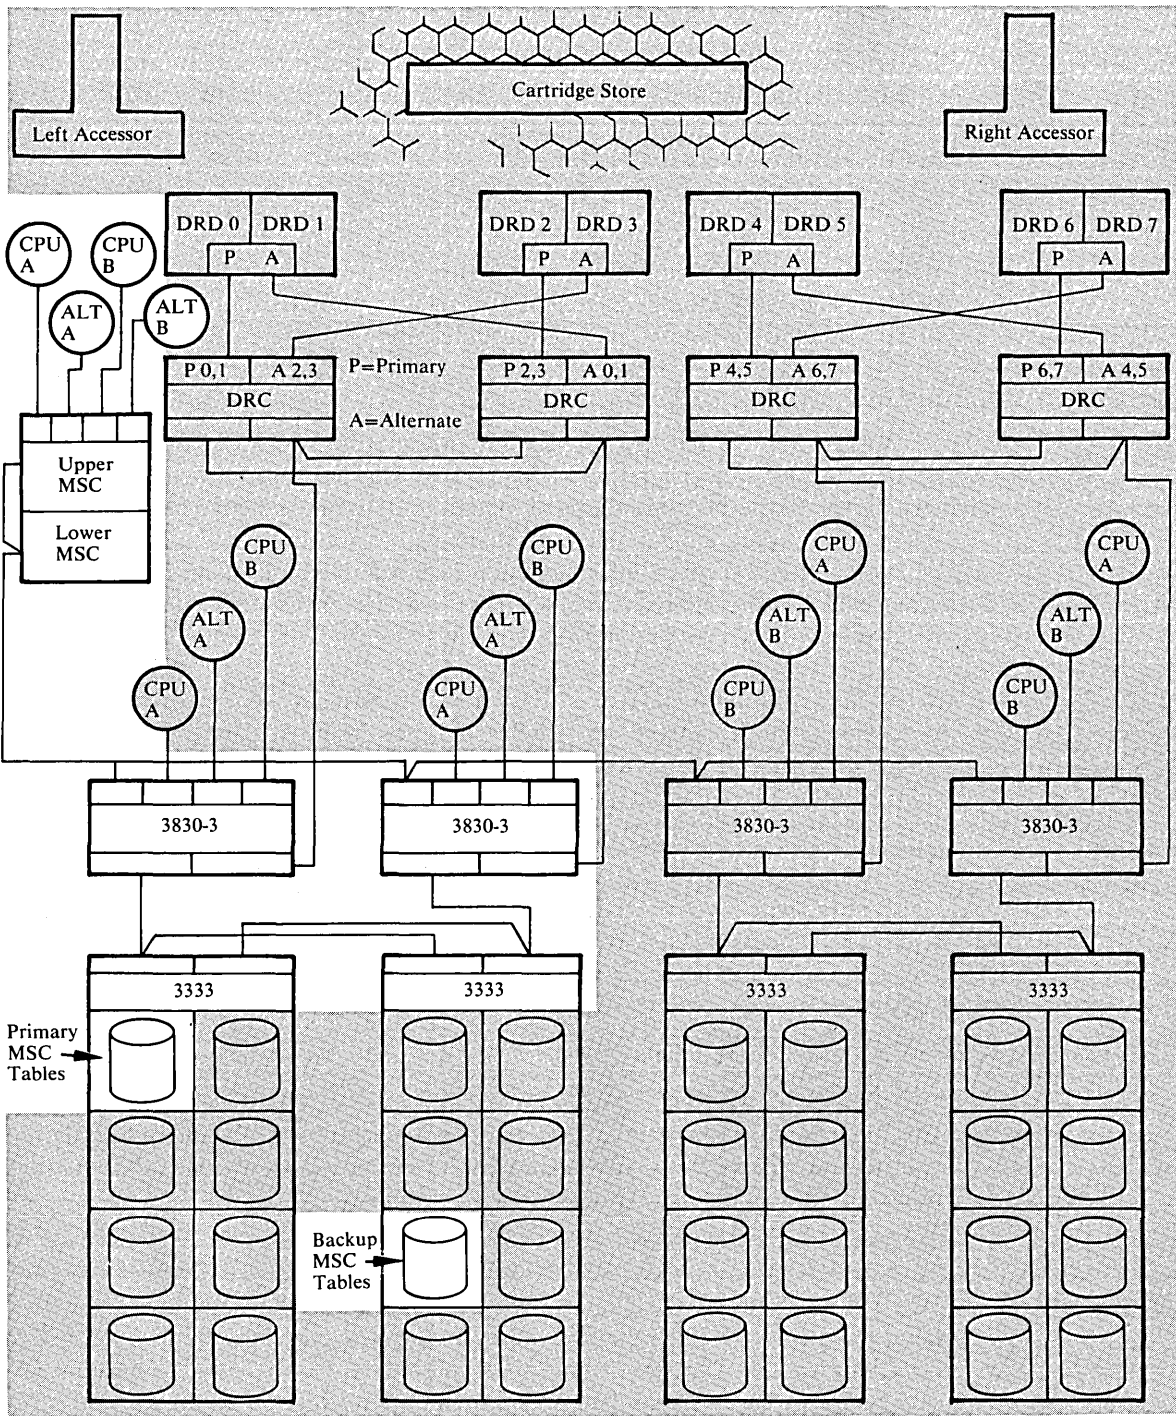 Cartridge Store
Left Accessor
Right Accessor
DRD 0 DRD 1
P A
DRD 2 DRD 3
P A
DRD 4 DRD 5
P A
DRD 6 DRD 7
P A
CPU
A
CPU
B
ALT
A
ALT
B
P 0,1 A 2,3
DRC
P=Primary
A=Alternate
P 2,3 A 0,1
DRC
P 4,5 A 6,7
DRC
P 6,7 A 4,5
DRC
Upper
MSC
Lower
MSC
CPU
B
CPU
B
CPU
A
CPU
A
ALT
A
ALT
A
ALT
B
ALT
B
CPU
A
CPU
A
CPU
B
CPU
B
3830-3
3830-3
3830-3
3830-3
3333
3333
3333
3333
Primary
MSC
Tables
Backup
MSC
Tables